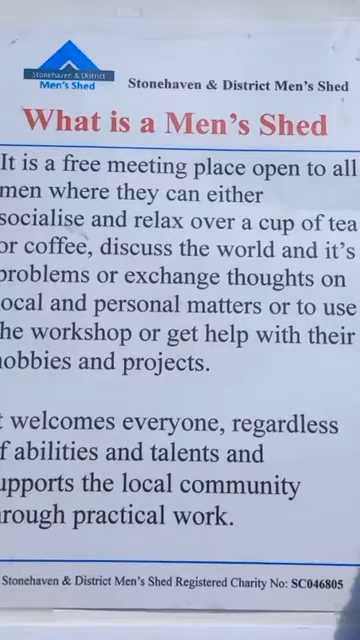 Stonehaven & District
Men's Shed
Stonehaven & District Men's Shed
What is a Men's Shed
It is a free meeting place open to all
men where they can either
socialise and relax over a cup of tea
or coffee, discuss the world and it's
problems or exchange thoughts on
ocal and personal matters or to use
he workshop or get help with their
hobbies and projects.
t welcomes everyone, regardless
f abilities and talents and
upports the local community
hrough practical work.
Stonehaven & District Men's Shed Registered Charity No: SC046805